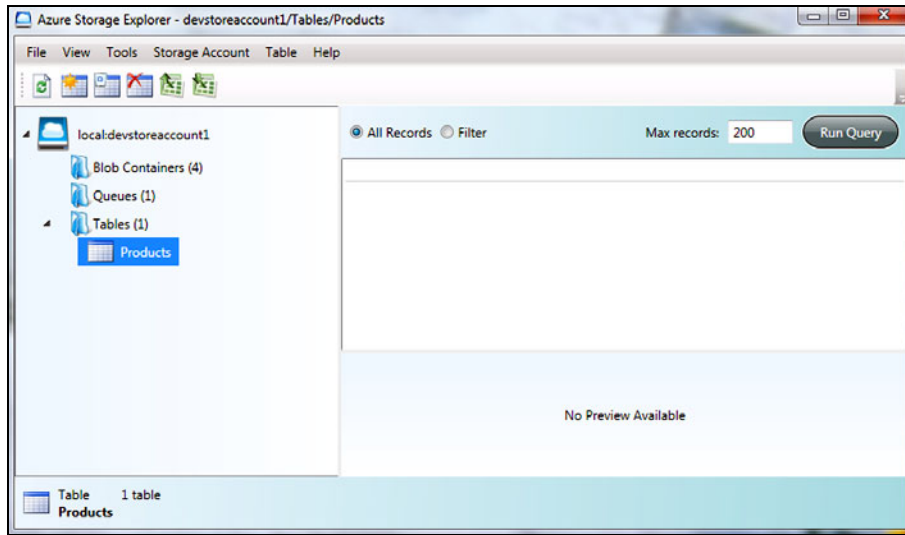 Azure Storage Explorer - devstoreaccount1/Tables/Products
File View Tools Storage Account Table Help
local:devstoreaccount1
Blob Containers (4)
Queues (1)
Tables (1)
Products
All Records Filter Max records: 200 Run Query
No Preview Available
Table 1 table
Products